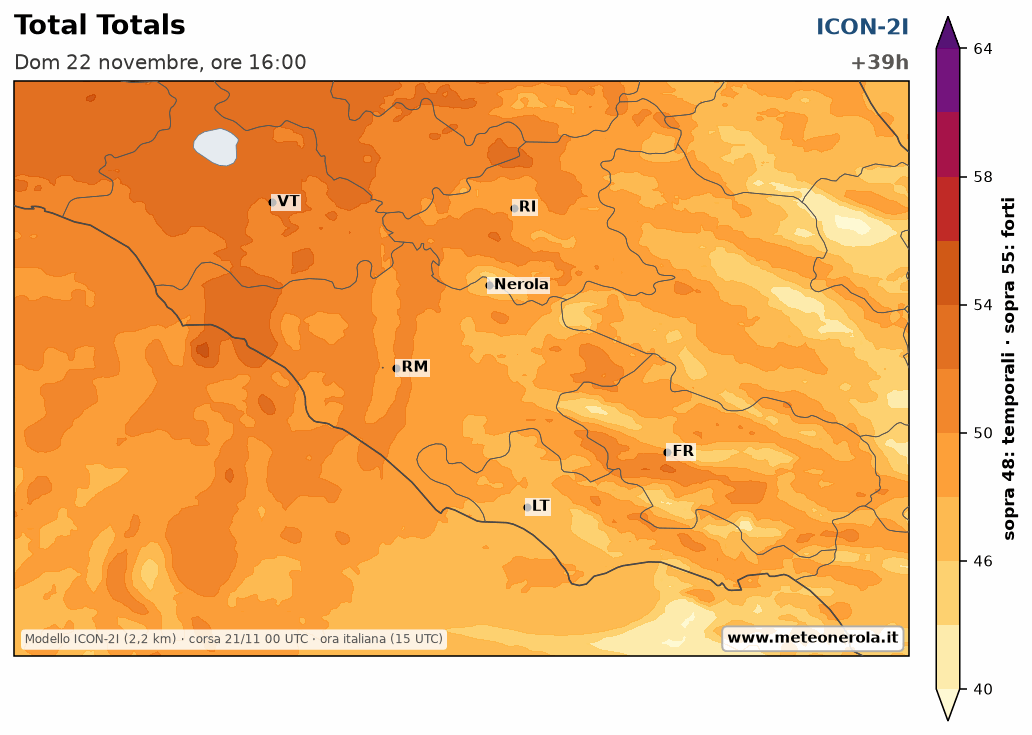 Total Totals
ICON-2I
Dom 22 novembre, ore 16:00
+39h
VT
RI
Nerola
RM
FR
LT
64
58
54
50
46
40
sopra 48: temporali · sopra 55: forti
Modello ICON-2I (2,2 km) · corsa 21/11 00 UTC · ora italiana (15 UTC)
www.meteonerola.it